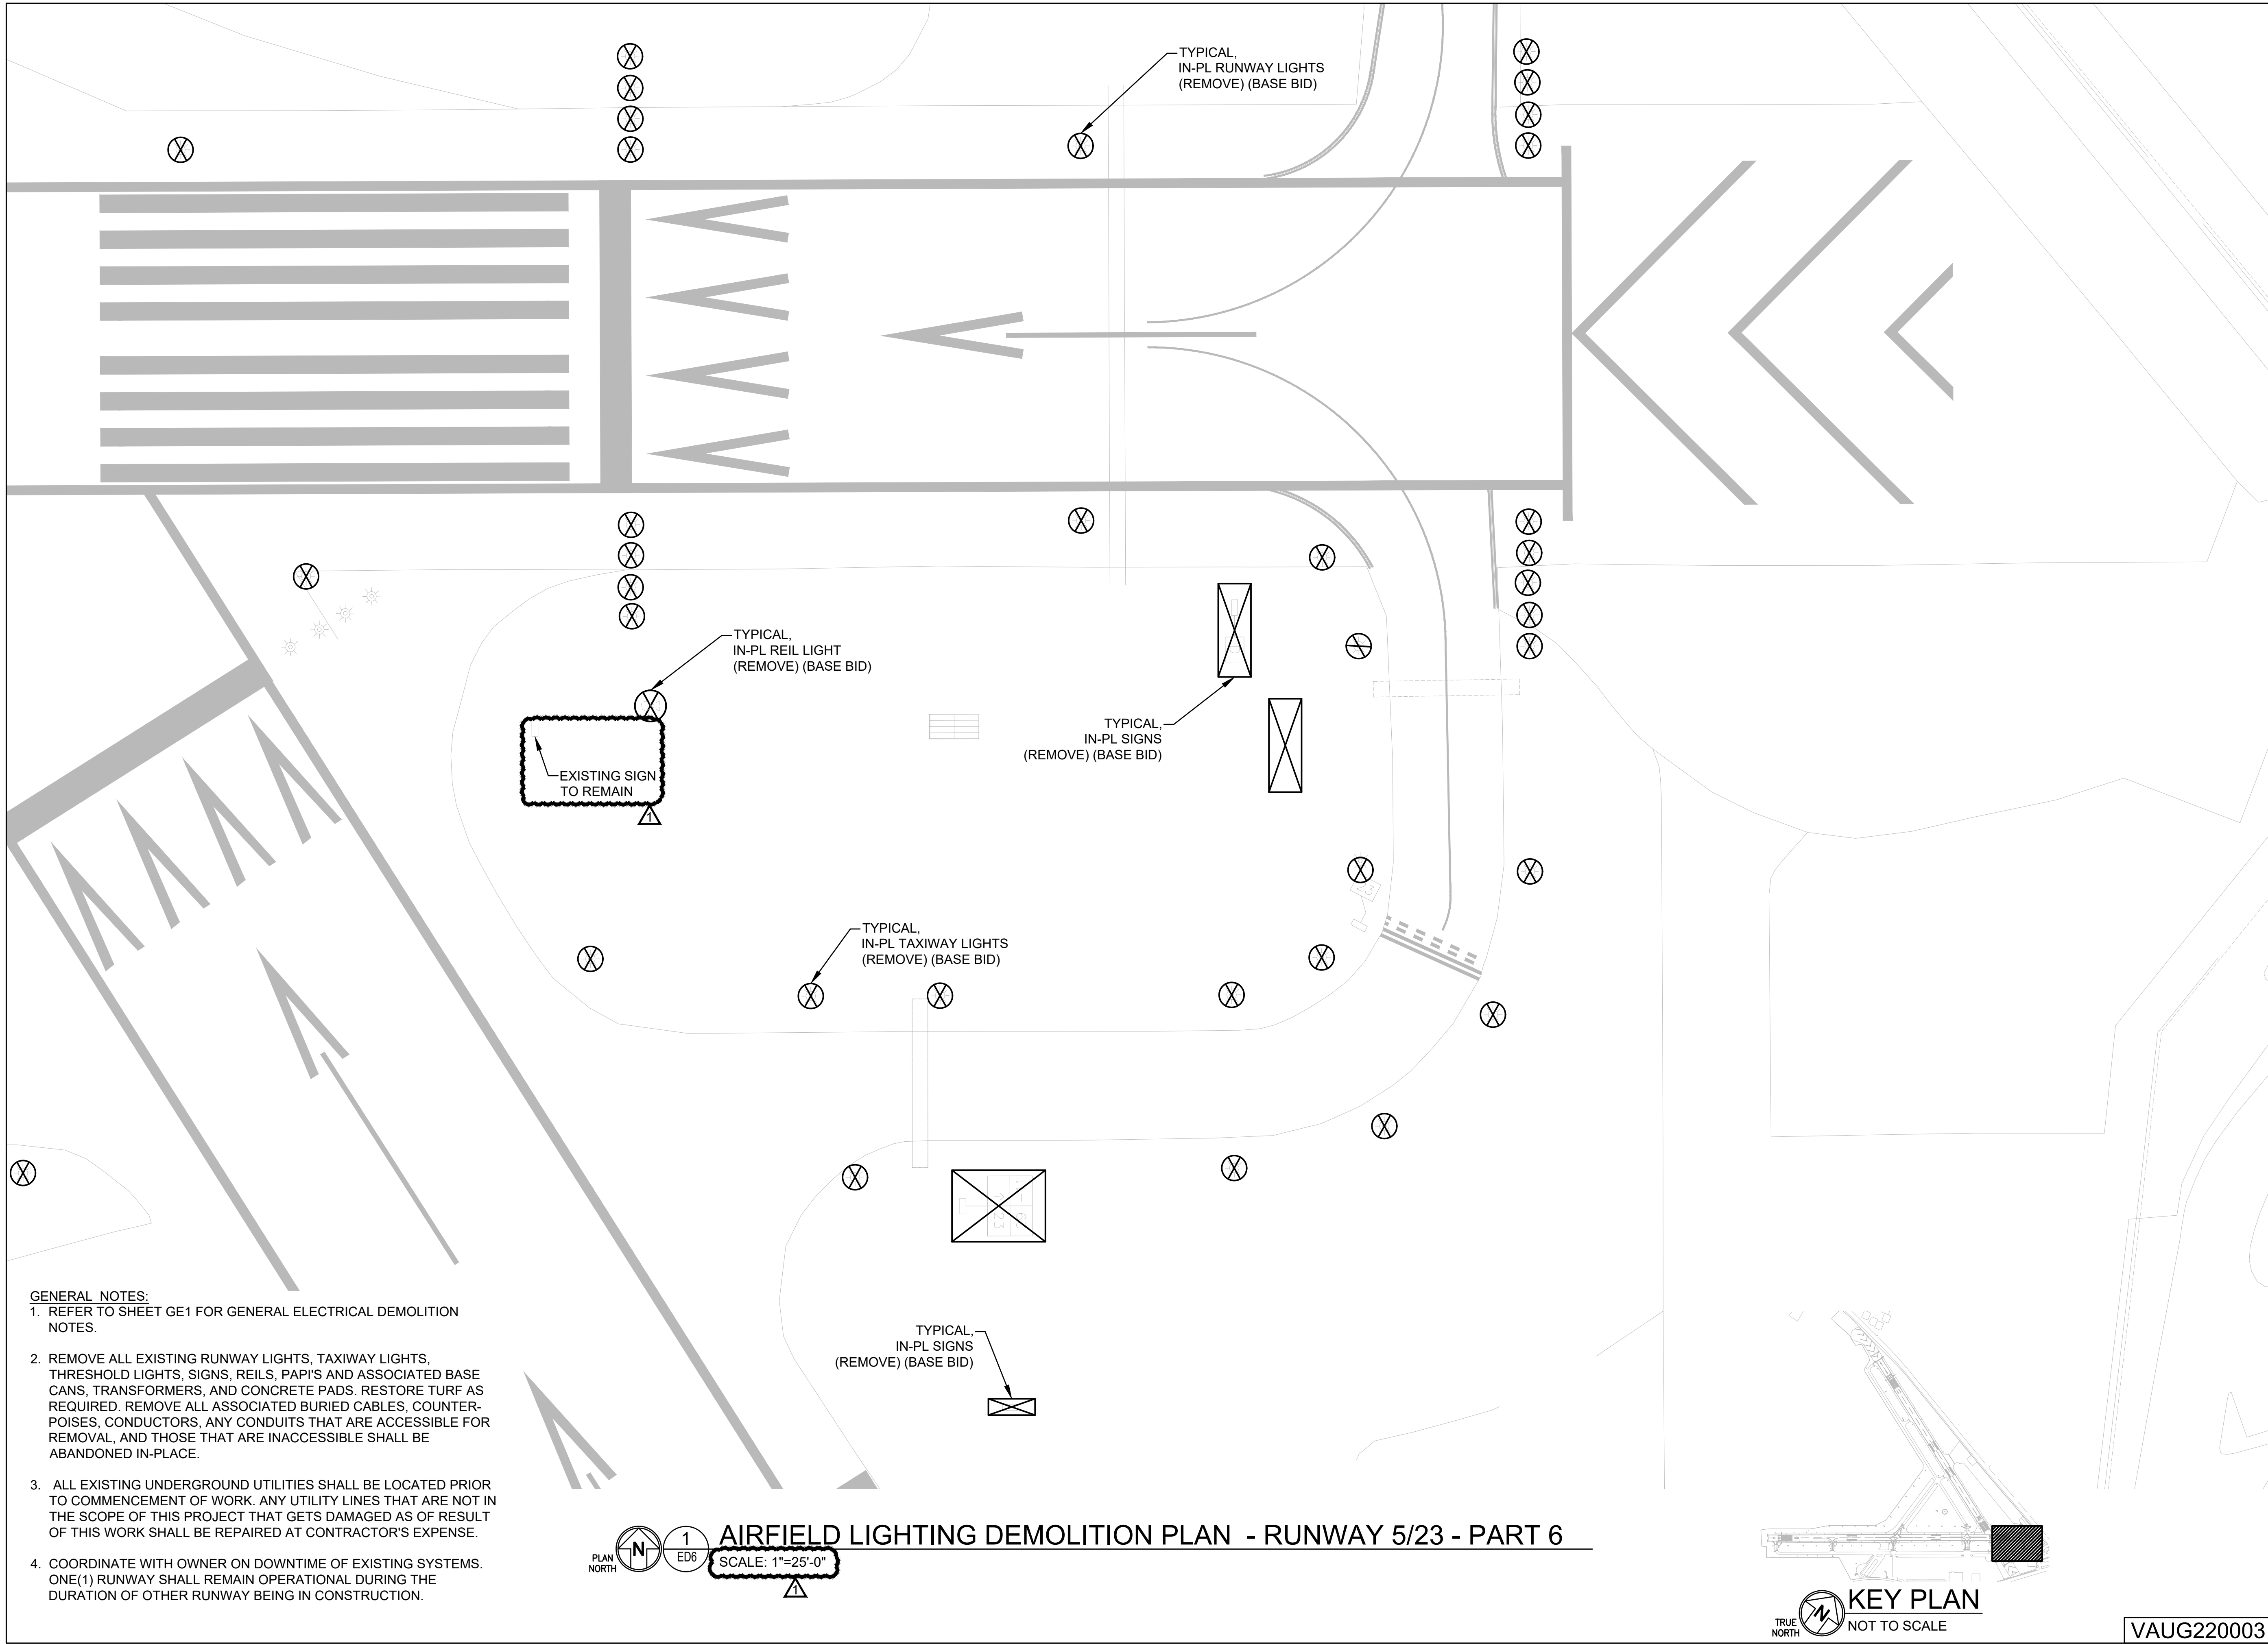 TYPICAL,
IN-PL RUNWAY LIGHTS
(REMOVE) (BASE BID)
TYPICAL,
IN-PL REIL LIGHT
(REMOVE) (BASE BID)
TYPICAL,
IN-PL SIGNS
(REMOVE) (BASE BID)
EXISTING SIGN
TO REMAIN
1
23
TYPICAL,
IN-PL TAXIWAY LIGHTS
(REMOVE) (BASE BID)
TYPICAL,
IN-PL SIGNS
(REMOVE) (BASE BID)
GENERAL NOTES:
1. REFER TO SHEET GE1 FOR GENERAL ELECTRICAL DEMOLITION
NOTES.
2. REMOVE ALL EXISTING RUNWAY LIGHTS, TAXIWAY LIGHTS,
THRESHOLD LIGHTS, SIGNS, REILS, PAPI'S AND ASSOCIATED BASE
CANS, TRANSFORMERS, AND CONCRETE PADS. RESTORE TURF AS
REQUIRED. REMOVE ALL ASSOCIATED BURIED CABLES, COUNTER-
POISES, CONDUCTORS, ANY CONDUITS THAT ARE ACCESSIBLE FOR
REMOVAL, AND THOSE THAT ARE INACCESSIBLE SHALL BE
ABANDONED IN-PLACE.
3. ALL EXISTING UNDERGROUND UTILITIES SHALL BE LOCATED PRIOR
TO COMMENCEMENT OF WORK. ANY UTILITY LINES THAT ARE NOT IN
THE SCOPE OF THIS PROJECT THAT GETS DAMAGED AS OF RESULT
OF THIS WORK SHALL BE REPAIRED AT CONTRACTOR'S EXPENSE.
4. COORDINATE WITH OWNER ON DOWNTIME OF EXISTING SYSTEMS.
ONE(1) RUNWAY SHALL REMAIN OPERATIONAL DURING THE
DURATION OF OTHER RUNWAY BEING IN CONSTRUCTION.
PLAN
NORTH
N
1
ED6
AIRFIELD LIGHTING DEMOLITION PLAN - RUNWAY 5/23 - PART 6
SCALE: 1"=25'-0"
1
TRUE
NORTH
N
KEY PLAN
NOT TO SCALE
VAUG220003